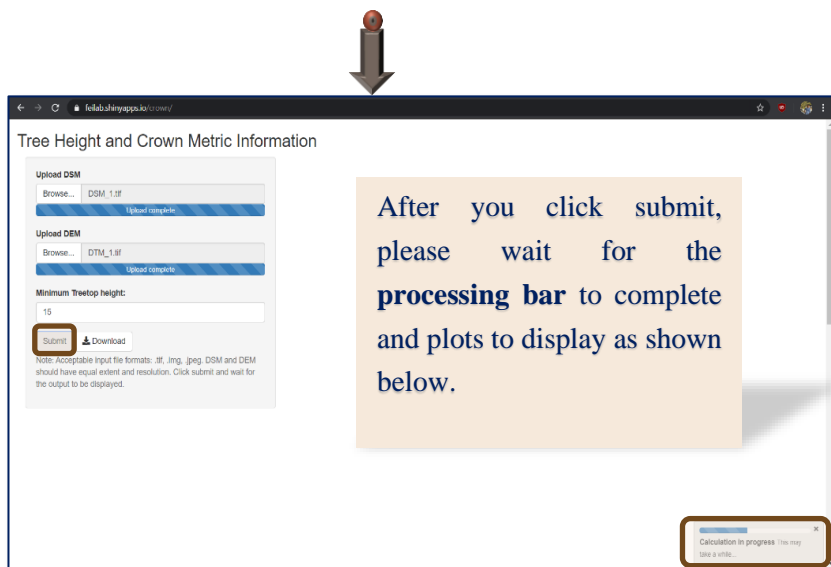 feilab.shinyapps.io/crown/
Tree Height and Crown Metric Information
Upload DSM
Browse... DSM_1.tif
Upload complete
Upload DEM
Browse... DTM_1.tif
Upload complete
Minimum Treetop height:
15
Submit Download
Note: Acceptable input file formats: .tif, .img, .jpeg. DSM and DEM
should have equal extent and resolution. Click submit and wait for
the output to be displayed.
After you click submit,
please wait for the
processing bar to complete
and plots to display as shown
below.
Calculation in progress This may
take a while...